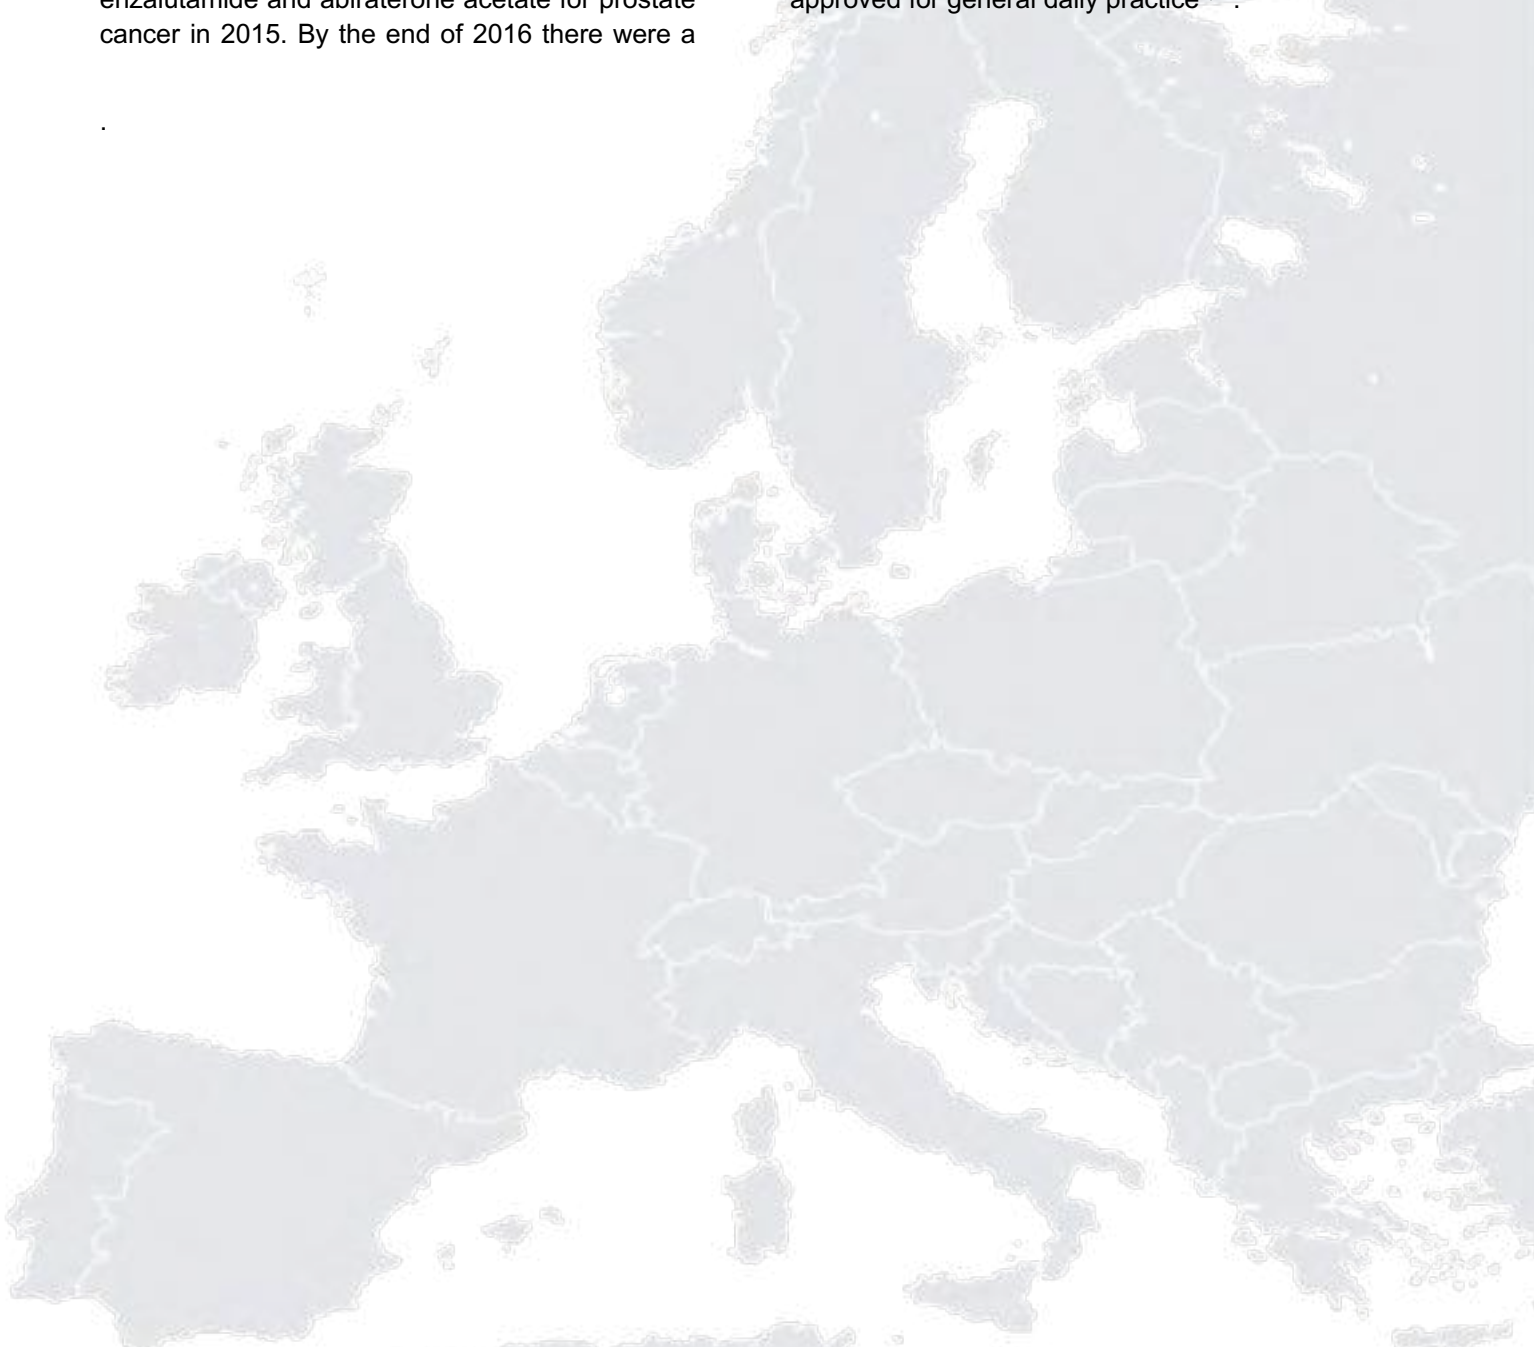 enzalutamide and abiraterone acetate for prostate
cancer in 2015. By the end of 2016 there were a
.
approved for general daily practice .